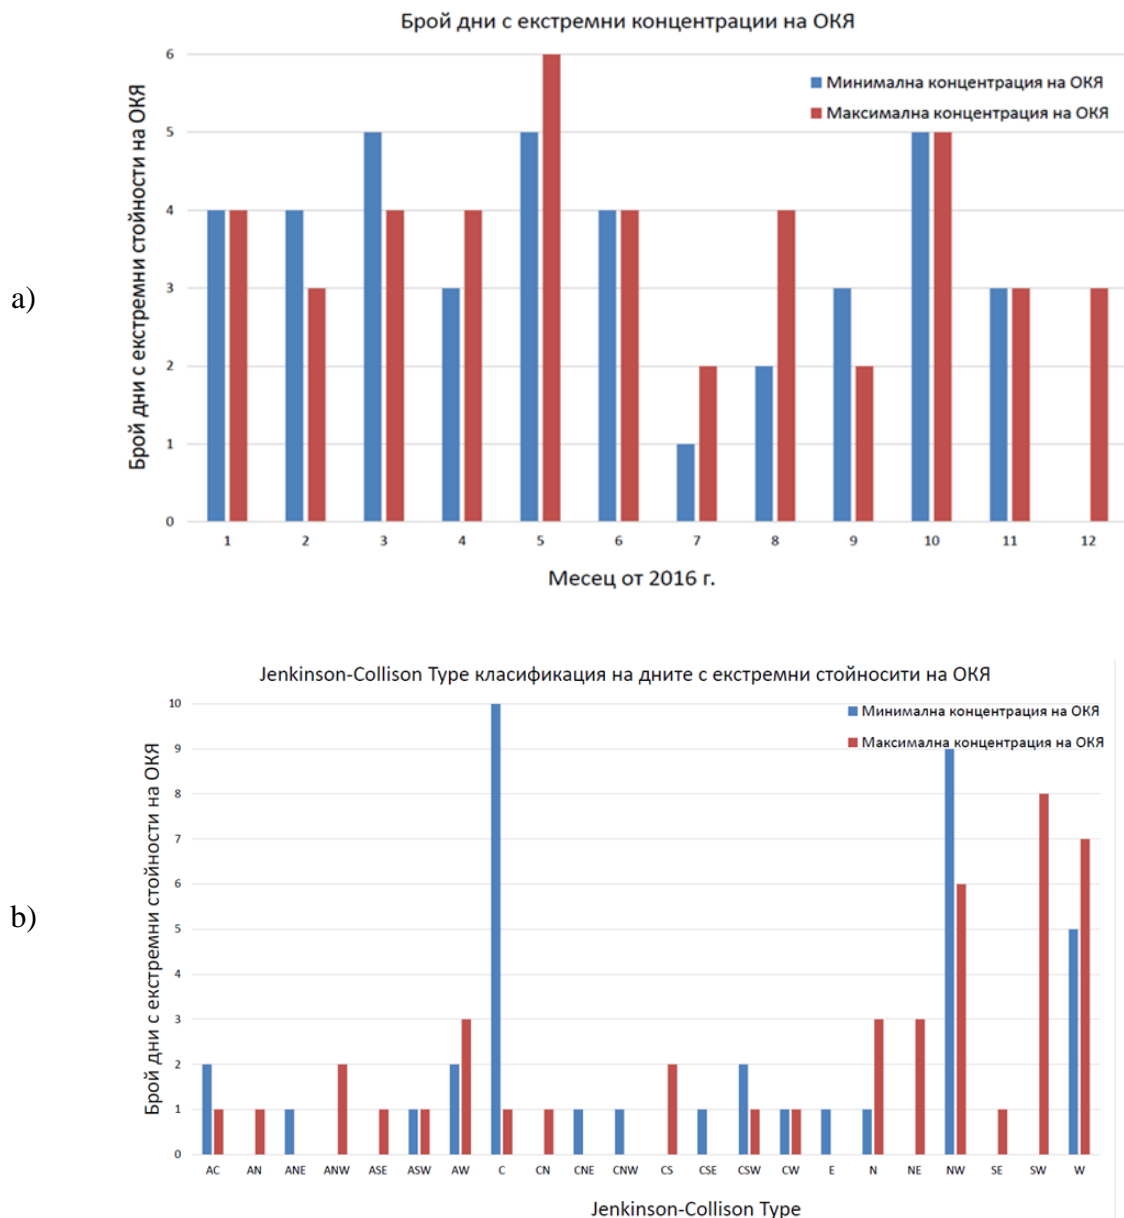 Брой дни с екстремни концентрации на ОКЯ
6
Минимална концентрация на ОКЯ
Максимална концентрация на ОКЯ
5
4
3
2
1
0
Брой дни с екстремни стойности на ОКЯ
1 2 3 4 5 6 7 8 9 10 11 12
Месец от 2016 г.
a)
Jenkinson-Collison Type класификация на дните с екстремни стойносити на ОКЯ
10
Минимална концентрация на ОКЯ
Максимална концентрация на ОКЯ
9
8
7
6
5
4
3
2
1
0
Брой дни с екстремни стойности на ОКЯ
AC AN ANE ANW ASE ASW AW C CN CNE CNW CS CSE CSW CW E N NE NW SE SW W
Jenkinson-Collison Type
b)